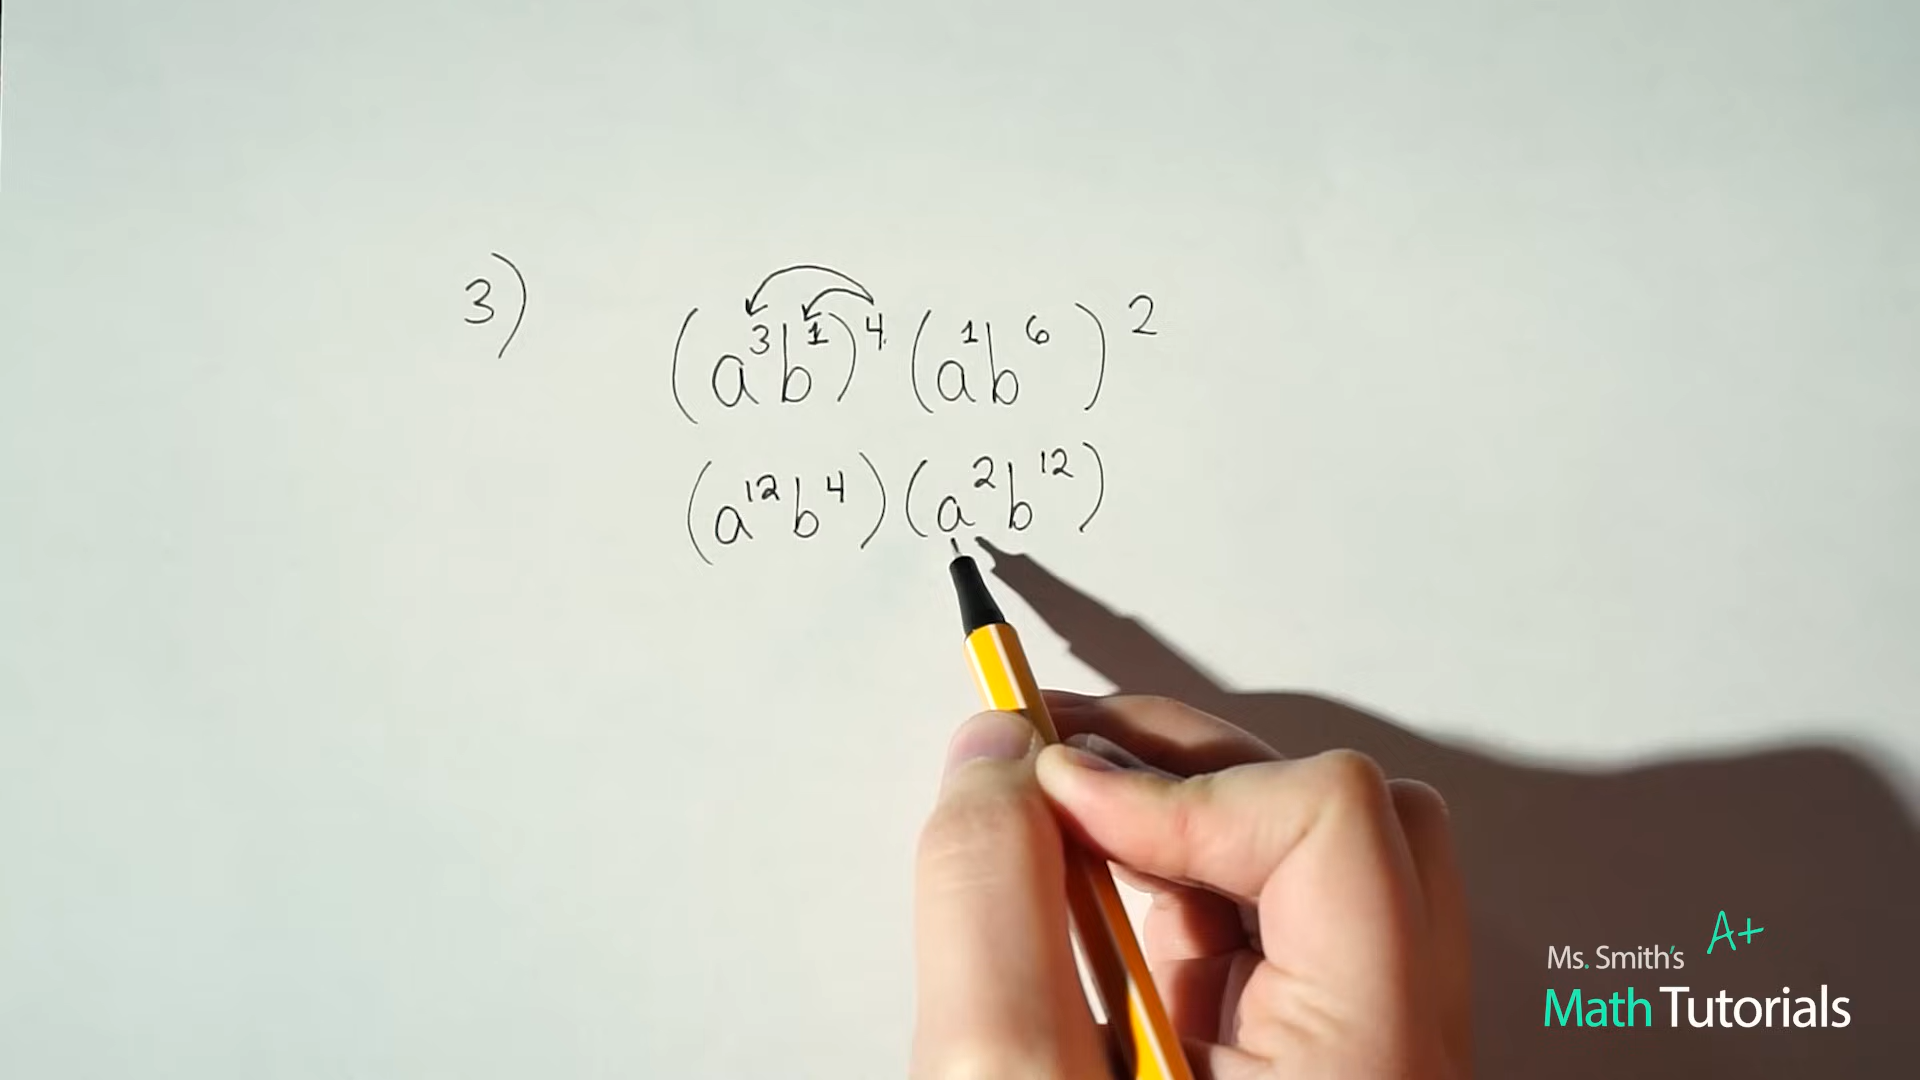 3) (a³b¹)⁴ (a¹b⁶)²
(a¹²b⁴)(a²b¹²)
Ms. Smith's A+
Math Tutorials